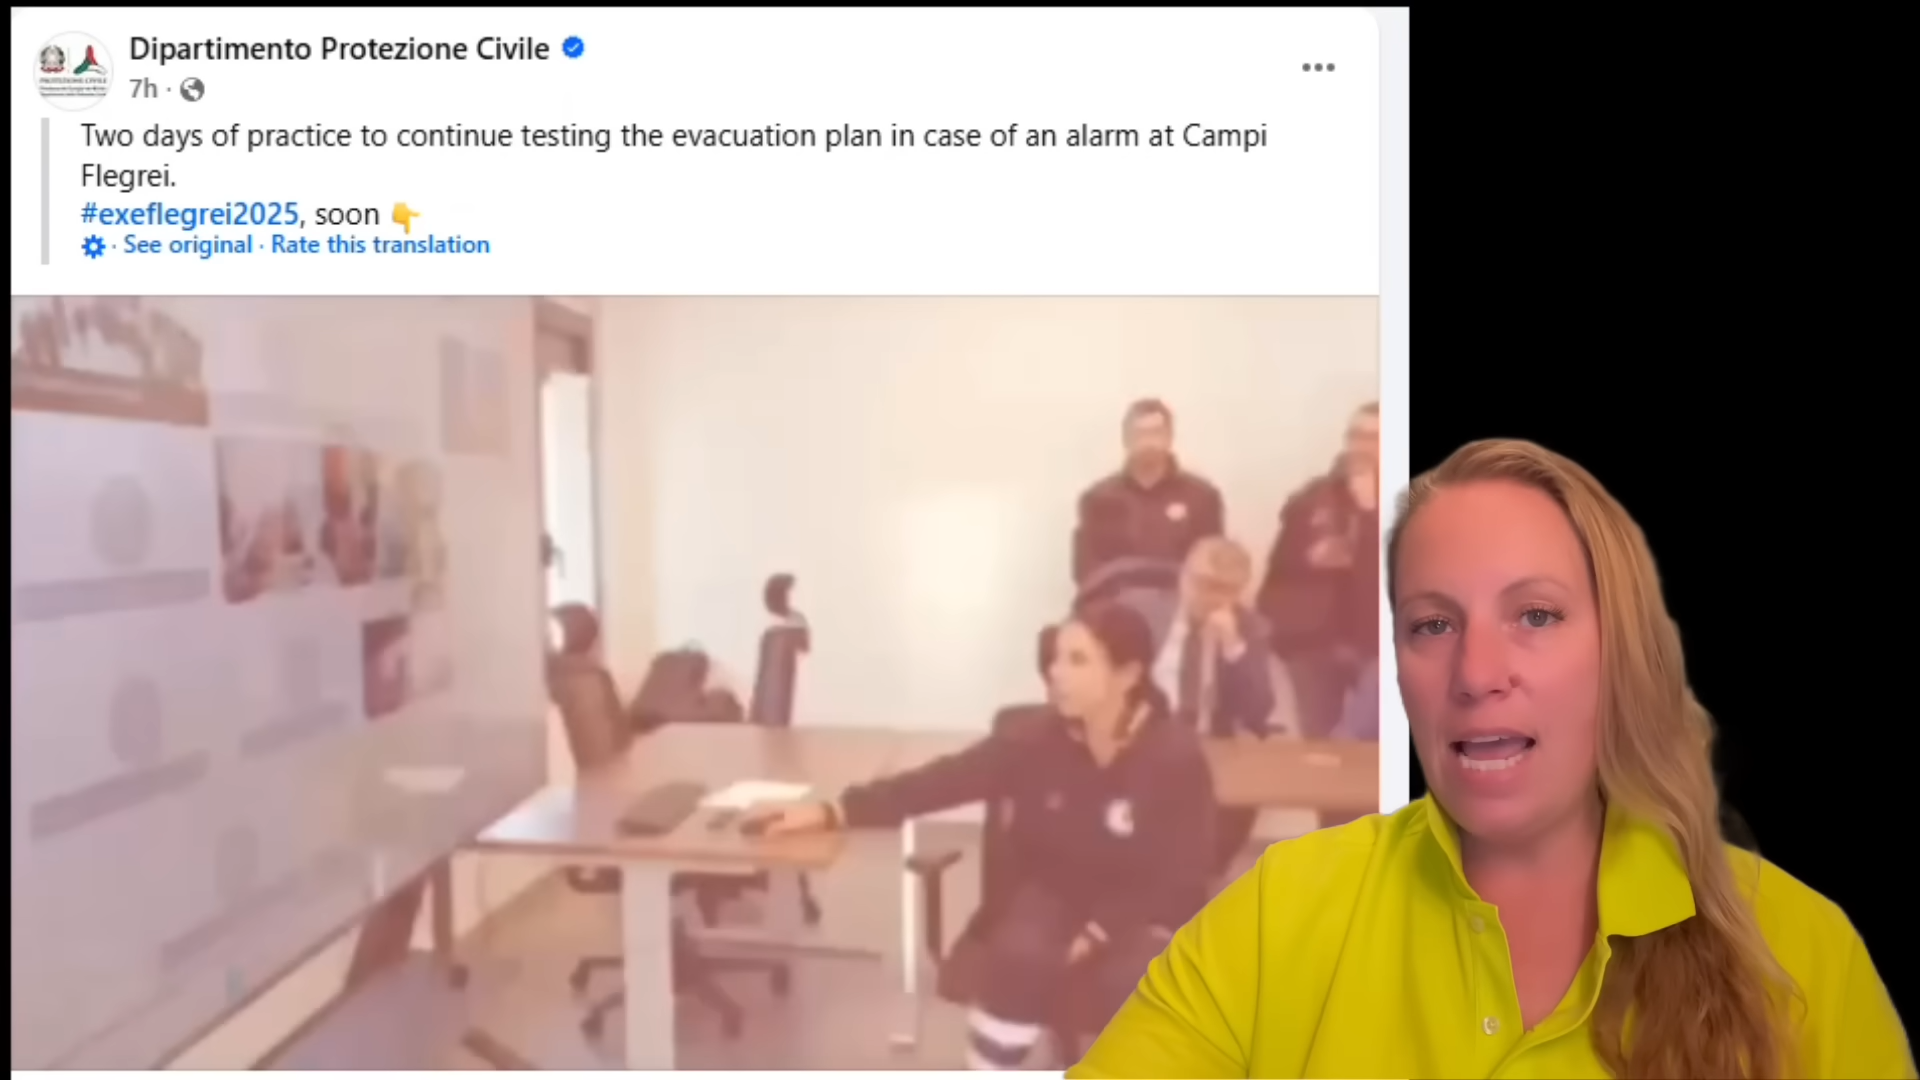 Dipartimento Protezione Civile
7h ·
Two days of practice to continue testing the evacuation plan in case of an alarm at Campi
Flegrei.
#exeflegrei2025, soon 👇
· See original · Rate this translation